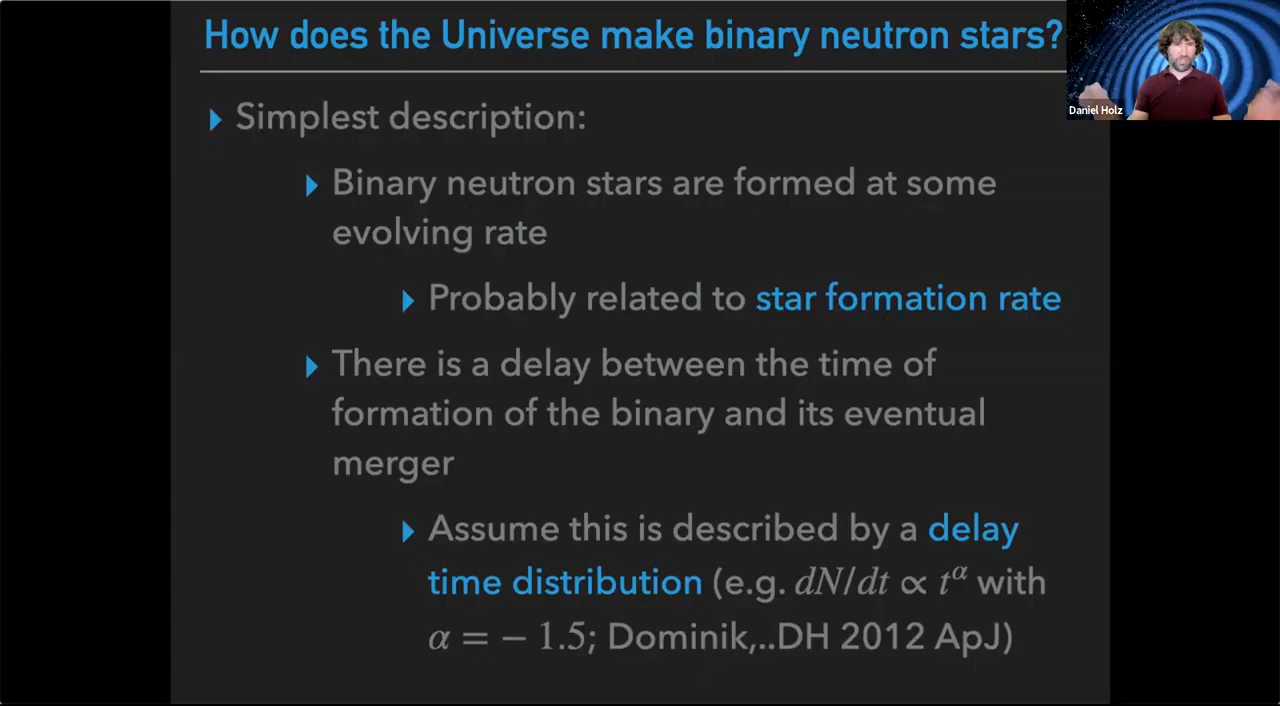 How does the Universe make binary neutron stars?
Daniel Holz
Simplest description:
Binary neutron stars are formed at some
evolving rate
Probably related to star formation rate
There is a delay between the time of
formation of the binary and its eventual
merger
Assume this is described by a delay
time distribution (e.g. dN/dt ∝ t^α with
α = − 1.5; Dominik,..DH 2012 ApJ)